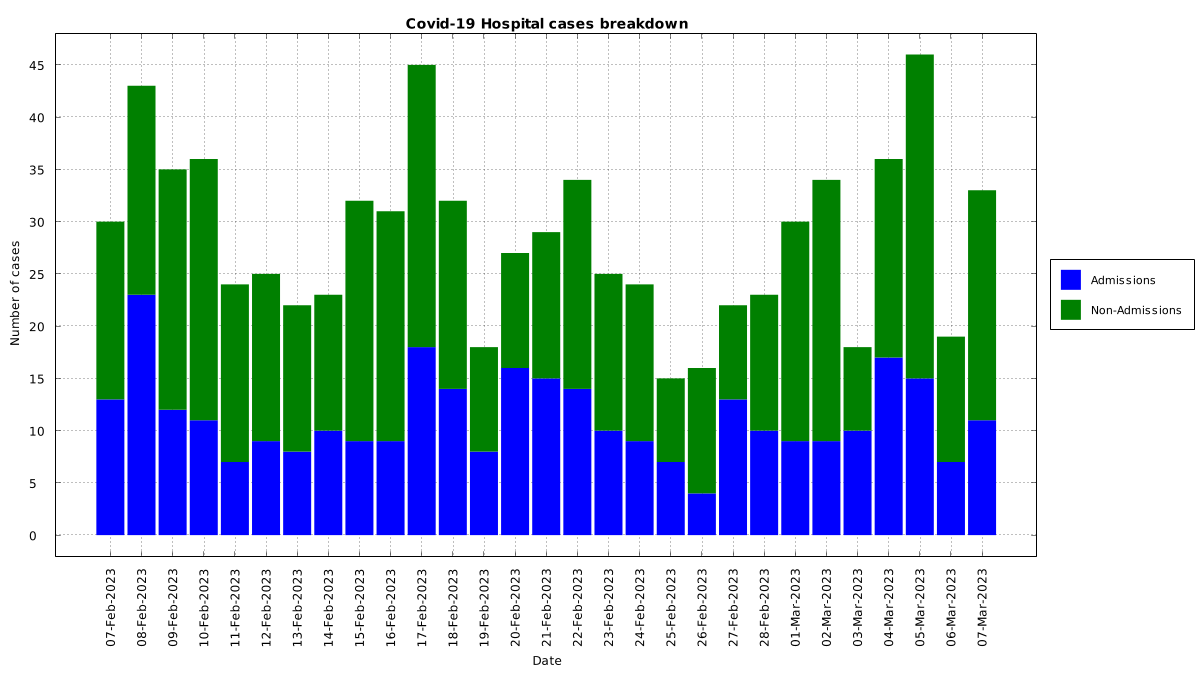 Covid-19 Hospital cases breakdown
45
40
35
30
25
20
15
10
5
0
Number of cases
Admissions
Non-Admissions
07-Feb-2023
08-Feb-2023
09-Feb-2023
10-Feb-2023
11-Feb-2023
12-Feb-2023
13-Feb-2023
14-Feb-2023
15-Feb-2023
16-Feb-2023
17-Feb-2023
18-Feb-2023
19-Feb-2023
20-Feb-2023
21-Feb-2023
22-Feb-2023
23-Feb-2023
24-Feb-2023
25-Feb-2023
26-Feb-2023
27-Feb-2023
28-Feb-2023
01-Mar-2023
02-Mar-2023
03-Mar-2023
04-Mar-2023
05-Mar-2023
06-Mar-2023
07-Mar-2023
Date